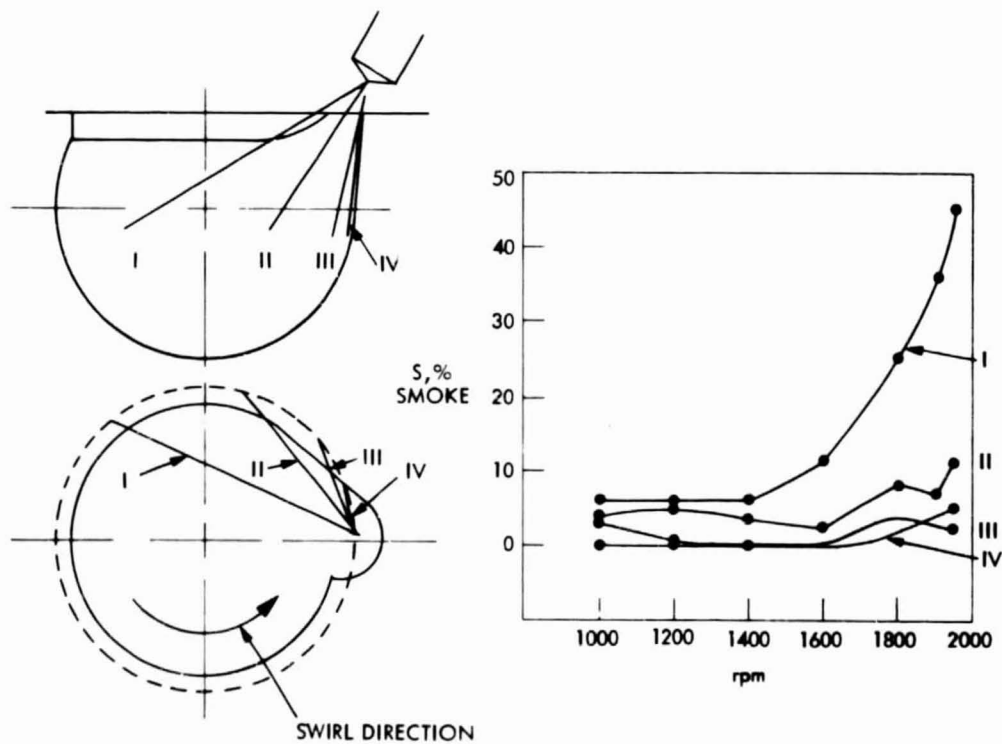 I
II
III
IV
I
II
III
IV
SWIRL DIRECTION
S,%
SMOKE
50
40
30
20
10
0
1000
1200
1400
1600
1800
2000
rpm
I
II
III
IV